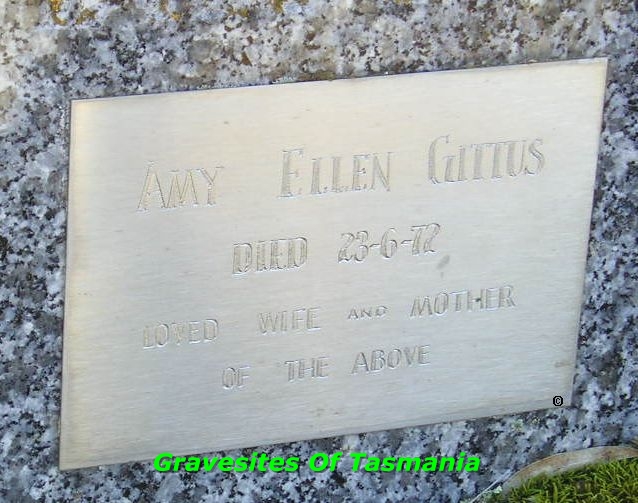 AMY ELLEN GITTUS
DIED 23-6-72
LOVED WIFE AND MOTHER
OF THE ABOVE
©
Gravesites Of Tasmania